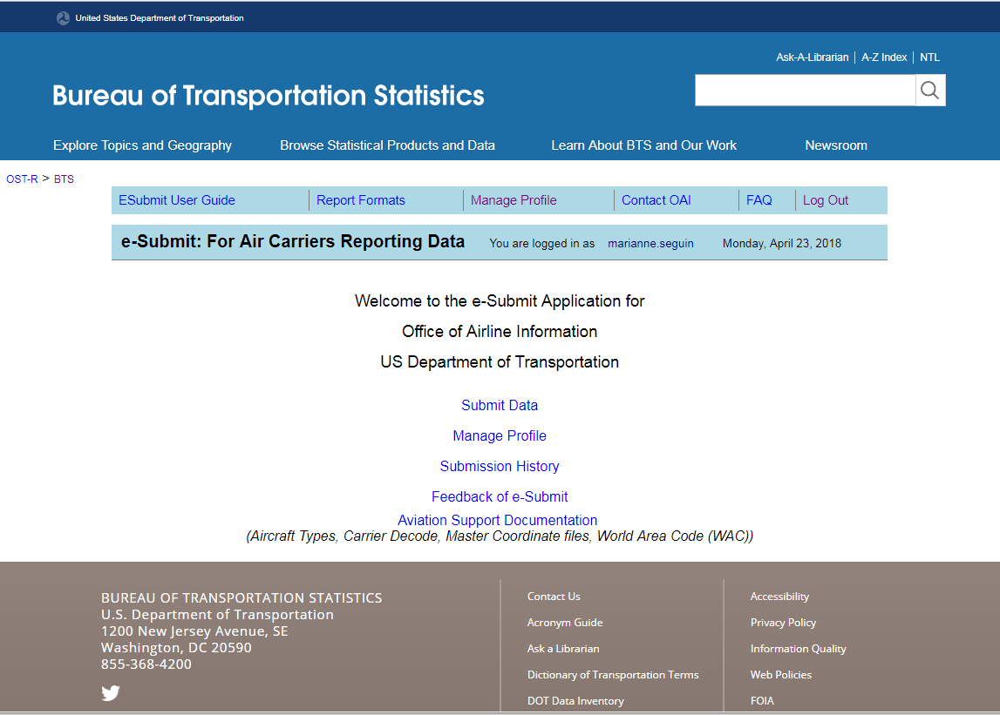 United States Department of Transportation
Ask-A-Librarian | A-Z Index | NTL
Bureau of Transportation Statistics
Explore Topics and Geography Browse Statistical Products and Data Learn About BTS and Our Work Newsroom
OST-R > BTS
ESubmit User Guide Report Formats Manage Profile Contact OAI FAQ Log Out
e-Submit: For Air Carriers Reporting Data You are logged in as marianne.seguin Monday, April 23, 2018
Welcome to the e-Submit Application for
Office of Airline Information
US Department of Transportation
Submit Data
Manage Profile
Submission History
Feedback of e-Submit
Aviation Support Documentation
(Aircraft Types, Carrier Decode, Master Coordinate files, World Area Code (WAC))
BUREAU OF TRANSPORTATION STATISTICS
U.S. Department of Transportation
1200 New Jersey Avenue, SE
Washington, DC 20590
855-368-4200
Contact Us
Acronym Guide
Ask a Librarian
Dictionary of Transportation Terms
DOT Data Inventory
Accessibility
Privacy Policy
Information Quality
Web Policies
FOIA